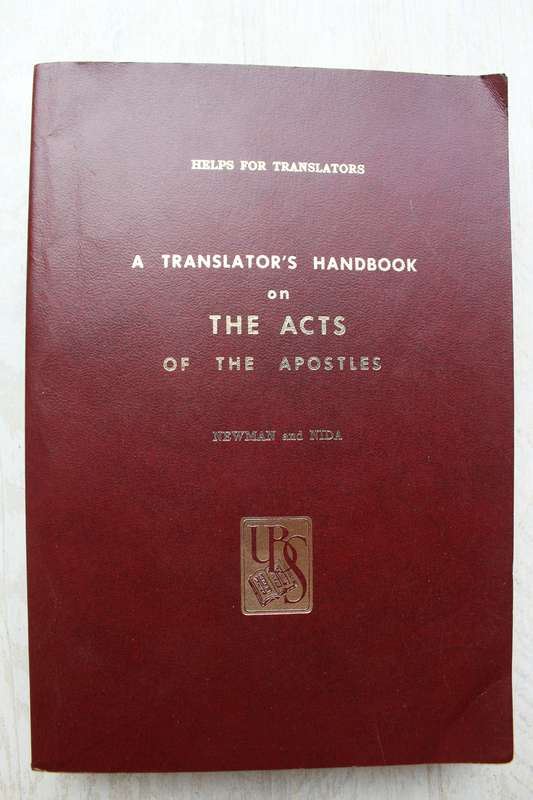 HELPS FOR TRANSLATORS
A TRANSLATOR'S HANDBOOK
on
THE ACTS
OF THE APOSTLES
NEWMAN and NIDA
UBS